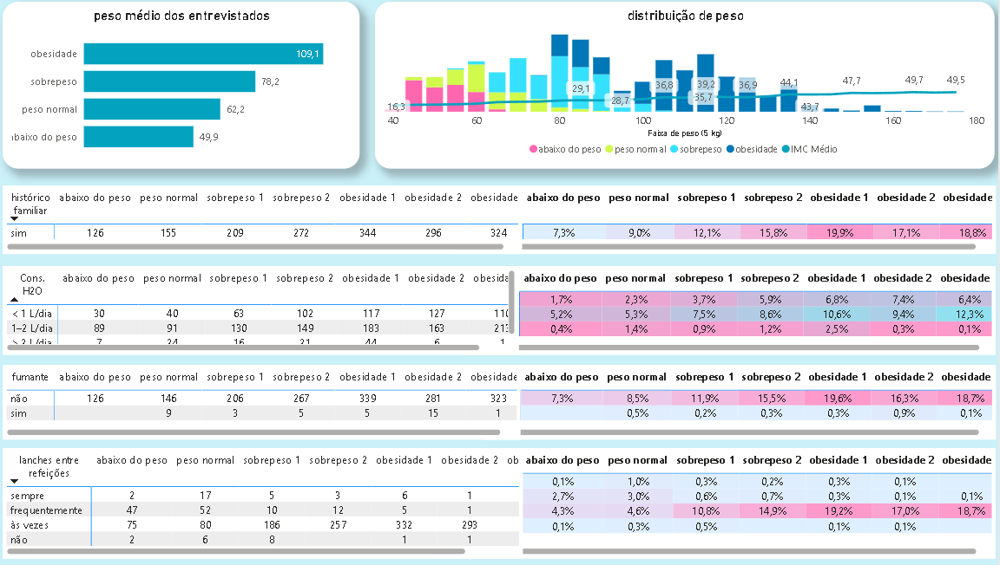 peso médio dos entrevistados
obesidade 109,1
sobrepeso 78,2
peso normal 62,2
abaixo do peso 49,9
distribuição de peso
16,3 29,1 28,7 36,8 39,2 35,7 36,9 44,1 43,7 47,7 49,7 49,5
40 60 80 100 120 140 160 180
Faixa de peso (5 kg)
abaixo do peso peso normal sobrepeso obesidade IMC Médio
histórico familiar abaixo do peso peso normal sobrepeso 1 sobrepeso 2 obesidade 1 obesidade 2 obesidade
sim 126 155 209 272 344 296 324
abaixo do peso peso normal sobrepeso 1 sobrepeso 2 obesidade 1 obesidade 2 obesidade
7,3% 9,0% 12,1% 15,8% 19,9% 17,1% 18,8%
Cons. H2O abaixo do peso peso normal sobrepeso 1 sobrepeso 2 obesidade 1 obesidade 2 obesida
< 1 L/dia 30 40 63 102 117 127 110
1–2 L/dia 89 91 130 149 183 163 213
> 2 L/dia 7 24 16 21 44 6 1
abaixo do peso peso normal sobrepeso 1 sobrepeso 2 obesidade 1 obesidade 2 obesidade
1,7% 2,3% 3,7% 5,9% 6,8% 7,4% 6,4%
5,2% 5,3% 7,5% 8,6% 10,6% 9,4% 12,3%
0,4% 1,4% 0,9% 1,2% 2,5% 0,3% 0,1%
fumante abaixo do peso peso normal sobrepeso 1 sobrepeso 2 obesidade 1 obesidade 2 obesidade
não 126 146 206 267 339 281 323
sim 9 3 5 5 15 1
abaixo do peso peso normal sobrepeso 1 sobrepeso 2 obesidade 1 obesidade 2 obesidade
7,3% 8,5% 11,9% 15,5% 19,6% 16,3% 18,7%
0,5% 0,2% 0,3% 0,3% 0,9% 0,1%
lanches entre refeições abaixo do peso peso normal sobrepeso 1 sobrepeso 2 obesidade 1 obesidade 2 ob
sempre 2 17 5 3 6 1
frequentemente 47 52 10 12 5 1
às vezes 75 80 186 257 332 293
não 2 6 8 1 1
abaixo do peso peso normal sobrepeso 1 sobrepeso 2 obesidade 1 obesidade 2 obesidade
0,1% 1,0% 0,3% 0,2% 0,3% 0,1%
2,7% 3,0% 0,6% 0,7% 0,3% 0,1% 0,1%
4,3% 4,6% 10,8% 14,9% 19,2% 17,0% 18,7%
0,1% 0,3% 0,5% 0,1% 0,1%